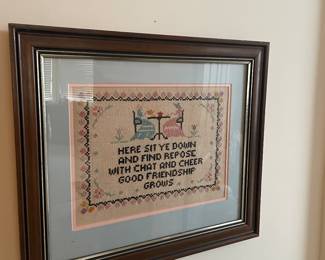 HERE SIT YE DOWN
AND FIND REPOSE
WITH CHAT AND CHEER
GOOD FRIENDSHIP
GROWS